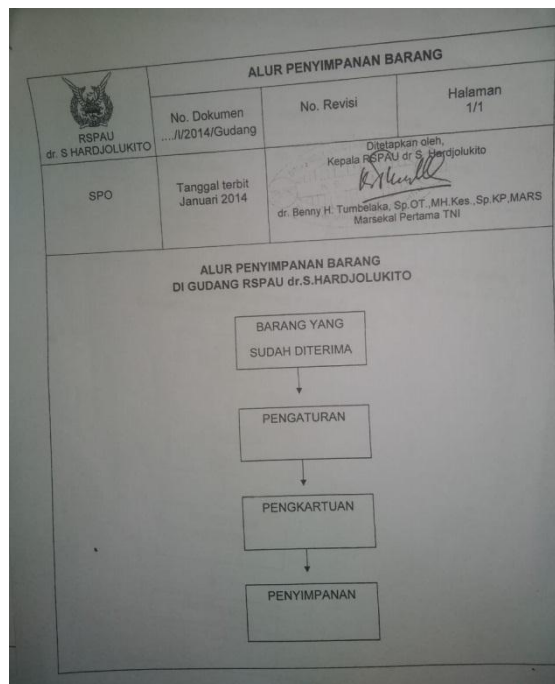 ALUR PENYIMPANAN BARANG
RSPAU
dr. S HARDJOLUKITO
No. Dokumen
..../I/2014/Gudang
No. Revisi
Halaman
1/1
SPO
Tanggal terbit
Januari 2014
Ditetapkan oleh,
Kepala RSPAU dr S. Hardjolukito
dr. Benny H. Tumbelaka, Sp.OT.,MH.Kes.,Sp.KP,MARS
Marsekal Pertama TNI
ALUR PENYIMPANAN BARANG
DI GUDANG RSPAU dr.S.HARDJOLUKITO
BARANG YANG
SUDAH DITERIMA
PENGATURAN
PENGKARTUAN
PENYIMPANAN